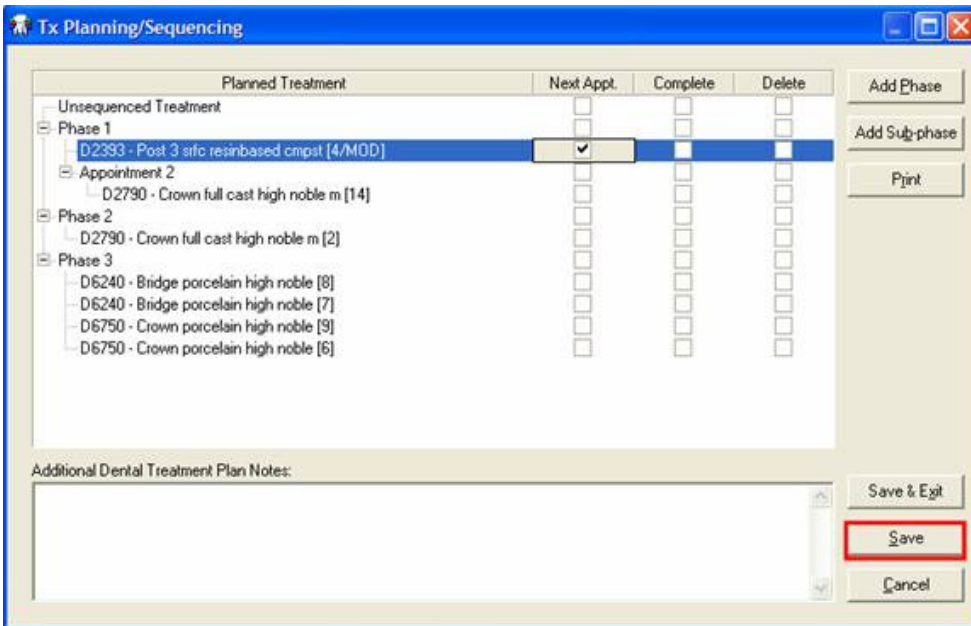 Tx Planning/Sequencing
Planned Treatment Next Appt. Complete Delete
Unsequenced Treatment
Phase 1
D2393 - Post 3 srfc resinbased cmpst [4/MOD]
Appointment 2
D2790 - Crown full cast high noble m [14]
Phase 2
D2790 - Crown full cast high noble m [2]
Phase 3
D6240 - Bridge porcelain high noble [8]
D6240 - Bridge porcelain high noble [7]
D6750 - Crown porcelain high noble [9]
D6750 - Crown porcelain high noble [6]
Add Phase
Add Sub-phase
Print
Additional Dental Treatment Plan Notes:
Save & Exit
Save
Cancel